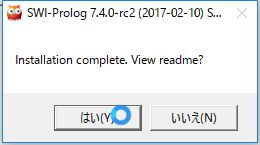 SWI-Prolog 7.4.0-rc2 (2017-02-10) S...
Installation complete. View readme?
はい(Y)
いいえ(N)